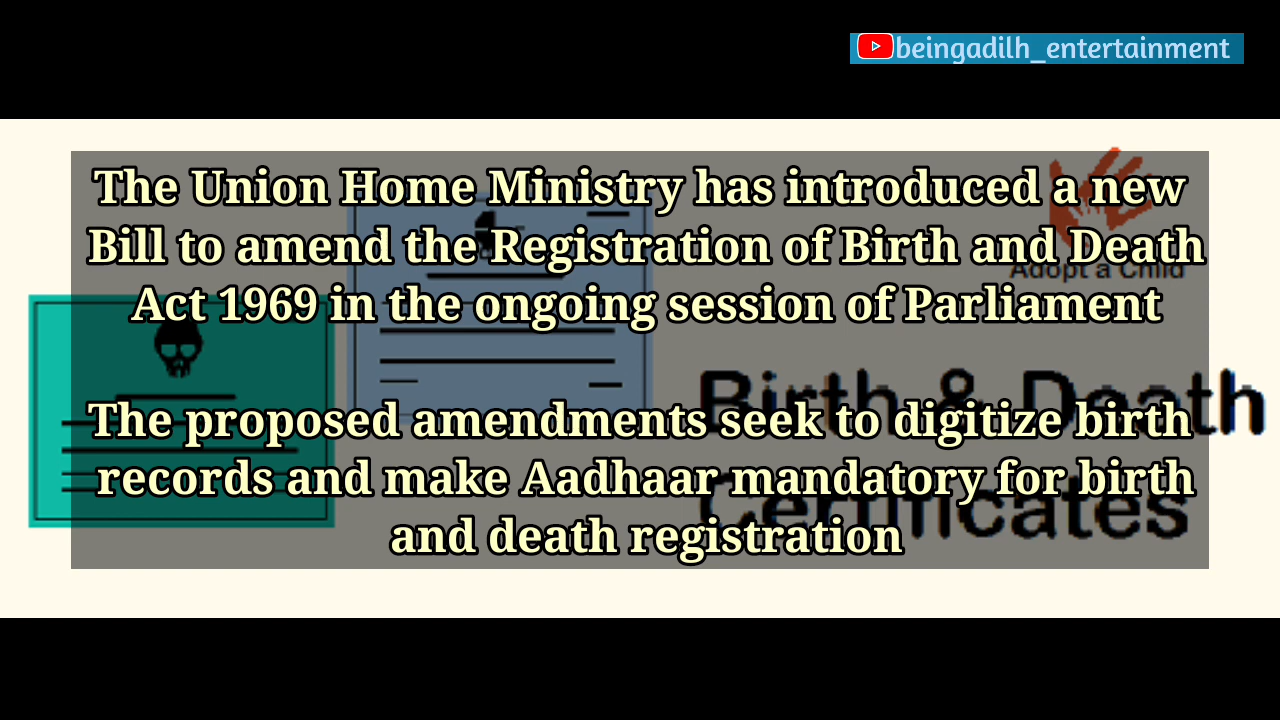 beingadilh_entertainment
The Union Home Ministry has introduced a new
Bill to amend the Registration of Birth and Death
Act 1969 in the ongoing session of Parliament
Adopt a Child
Birth & Death
Certificates
The proposed amendments seek to digitize birth
records and make Aadhaar mandatory for birth
and death registration